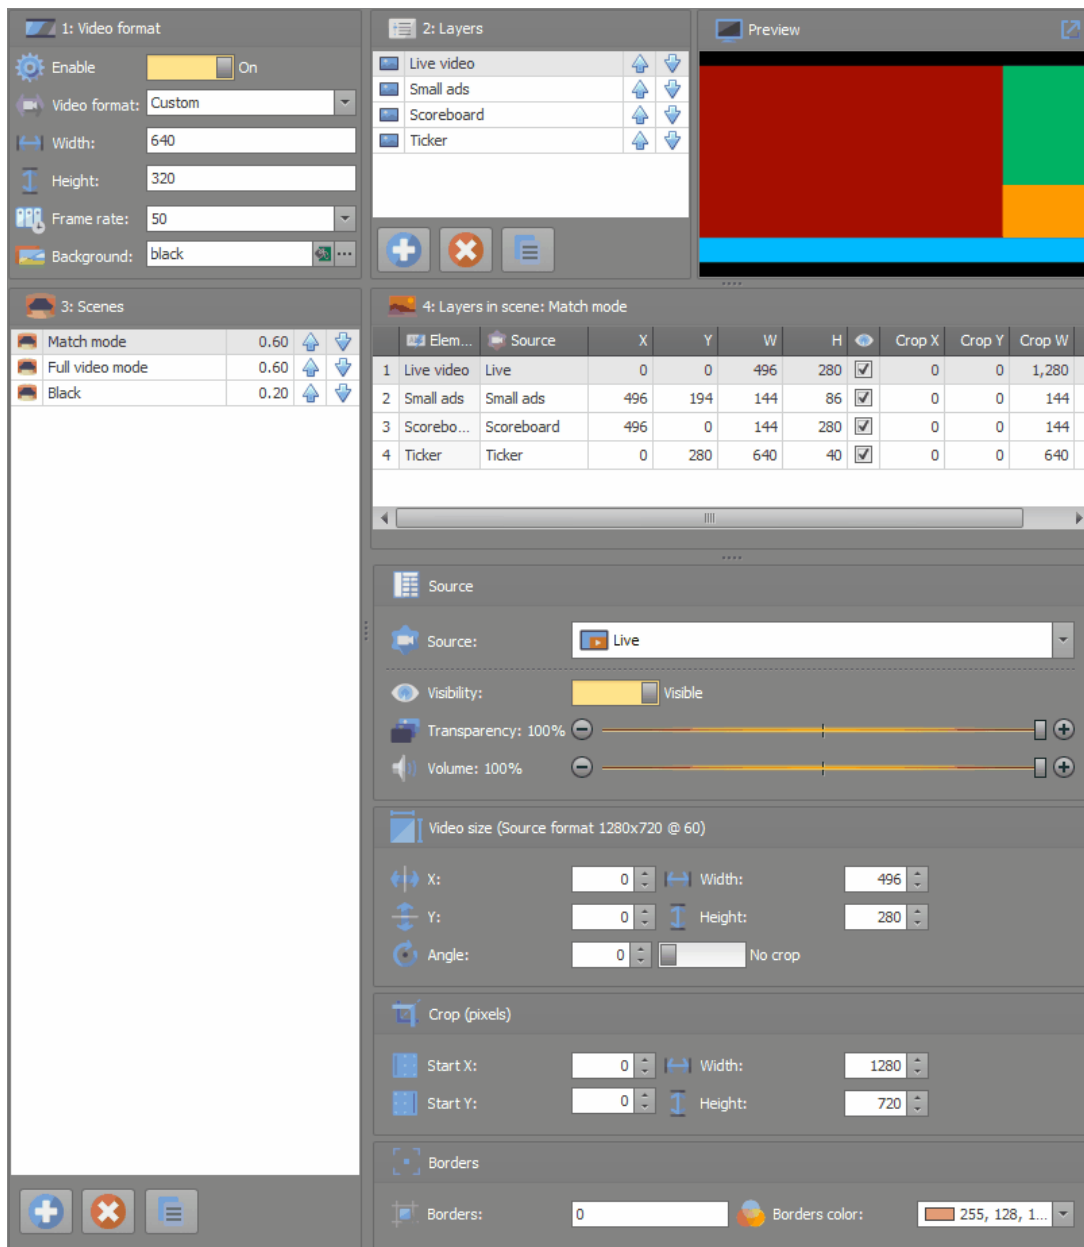 1: Video format
Enable On
Video format: Custom
Width: 640
Height: 320
Frame rate: 50
Background: black ...
2: Layers
Live video
Small ads
Scoreboard
Ticker
Preview
3: Scenes
Match mode 0.60
Full video mode 0.60
Black 0.20
4: Layers in scene: Match mode
Elem... Source X Y W H Crop X Crop Y Crop W
1 Live video Live 0 0 496 280 0 0 1,280
2 Small ads Small ads 496 194 144 86 0 0 144
3 Scorebo... Scoreboard 496 0 144 280 0 0 144
4 Ticker Ticker 0 280 640 40 0 0 640
Source
Source: Live
Visibility: Visible
Transparency: 100%
Volume: 100%
Video size (Source format 1280x720 @ 60)
X: 0 Width: 496
Y: 0 Height: 280
Angle: 0 No crop
Crop (pixels)
Start X: 0 Width: 1280
Start Y: 0 Height: 720
Borders
Borders: 0 Borders color: 255, 128, 1...